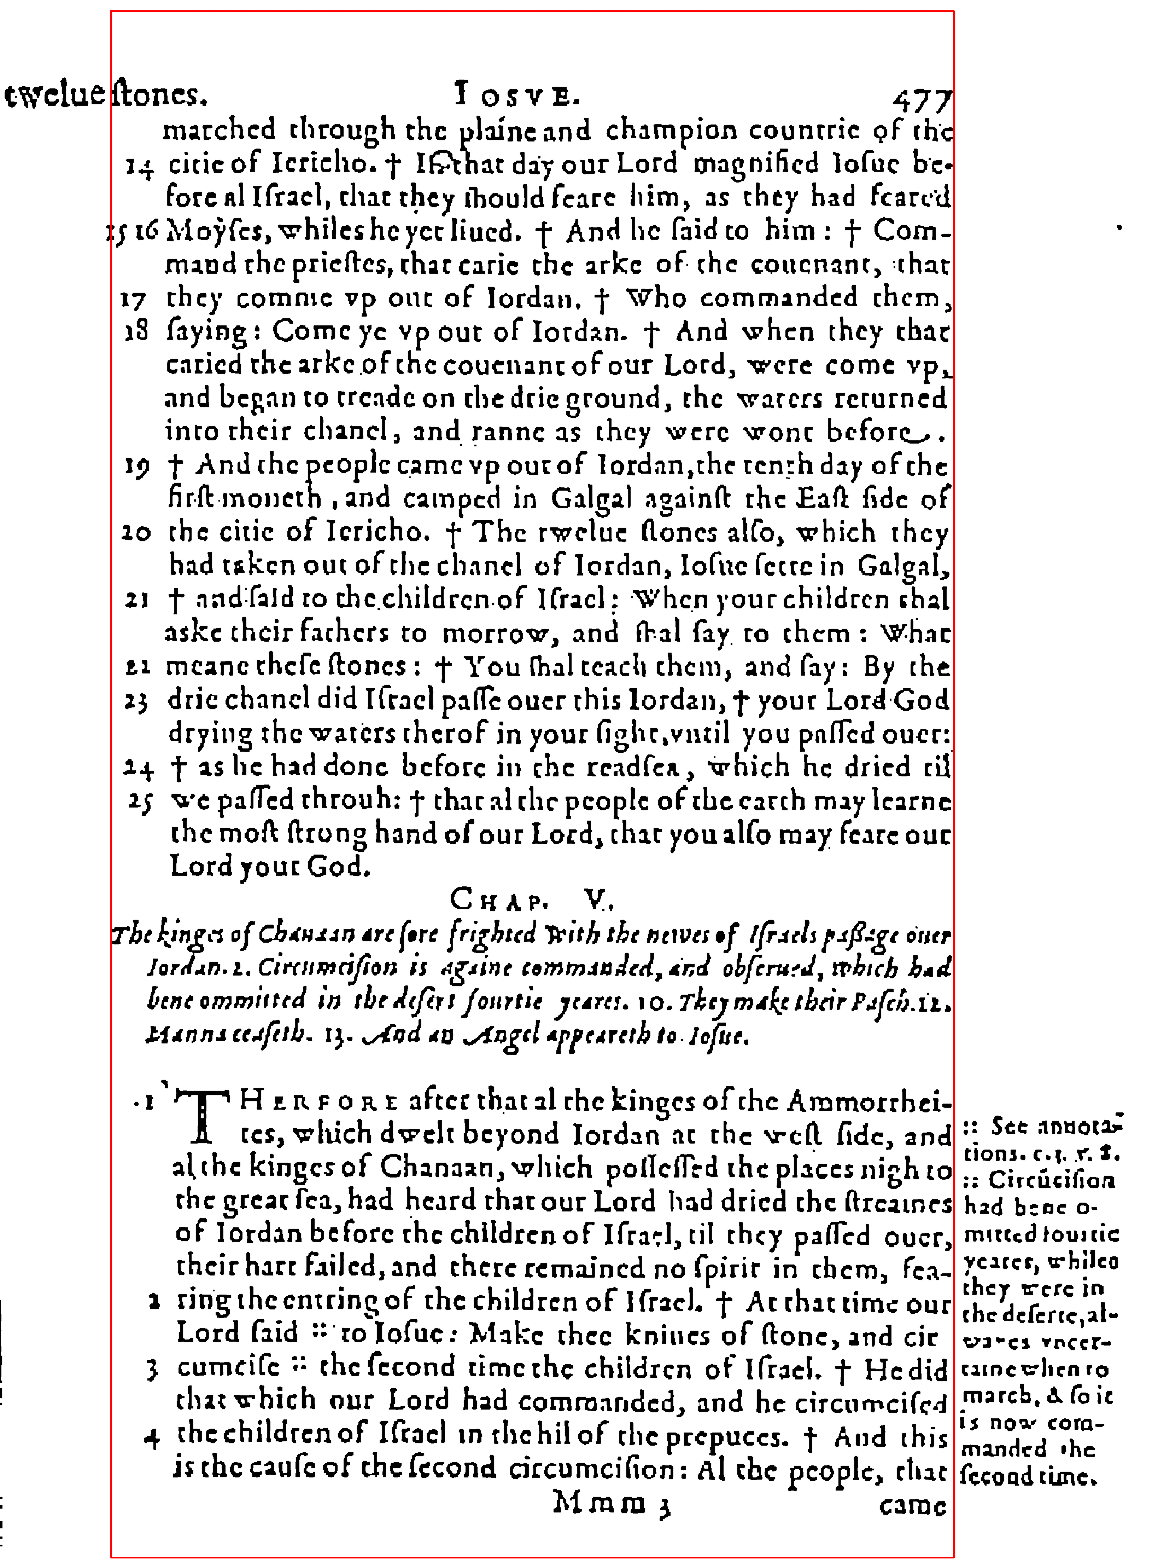 twelue ſtones. IOSVE. 477
marched through the plaine and champion countrie of the
14 citie of Iericho. † In that day our Lord magnified Ioſue be-
fore al Iſrael, that they ſhould feare him, as they had feared
15 16 Moyſes, whiles he yet liued. † And he ſaid to him: † Com-
mand the prieſtes, that carie the arke of the couenant, that
17 they comme vp out of Iordan. † Who commanded them,
18 ſaying: Come ye vp out of Iordan. † And when they that
caried the arke of the couenant of our Lord, were come vp,
and began to treade on the drie ground, the waters returned
into their chanel, and ranne as they were wont before.
19 † And the people came vp out of Iordan, the tenth day of the
firſt moneth, and camped in Galgal againſt the Eaſt ſide of
20 the citie of Iericho. † The twelue ſtones alſo, which they
had taken out of the chanel of Iordan, Ioſue ſette in Galgal,
21 † and ſaid to the children of Iſrael: When your children shal
aske their fathers to morrow, and ſhal ſay to them: What
22 meane theſe ſtones: † You ſhal teach them, and ſay: By the
23 drie chanel did Iſrael paſſe ouer this Iordan, † your Lord God
drying the waters therof in your ſight, vntil you paſſed ouer:
24 † as he had done before in the readſea, which he dried til
25 we paſſed throuh: † that al the people of the earth may learne
the moſt ſtrong hand of our Lord, that you alſo may feare our
Lord your God.
CHAP. V.
The kinges of Chanaan are ſore frighted with the newes of Iſraels paßage ouer
Iordan. 2. Circumciſion is againe commanded, and obſerued, which had
bene ommitted in the deſert fourtie yeares. 10. They make their Paſch. 12.
Manna ceaſeth. 13. And an Angel appeareth to Ioſue.
1 THERFORE after that al the kinges of the Ammorrhei-
tes, which dwelt beyond Iordan at the weſt ſide, and
al the kinges of Chanaan, which poſſeſſed the places nigh to
the great ſea, had heard that our Lord had dried the ſtreames
of Iordan before the children of Iſrael, til they paſſed ouer,
their hart failed, and there remained no ſpirit in them, fea-
2 ring the entring of the children of Iſrael. † At that time our
Lord ſaid :: to Ioſue: Make thee kniues of ſtone, and cir
3 cumciſe :: the ſecond time the children of Iſrael. † He did
that which our Lord had commanded, and he circumciſed
4 the children of Iſrael in the hil of the prepuces. † And this
is the cauſe of the ſecond circumciſion: Al the people, that
Mmm 3 came
:: See annota-
tions. c. 4. v. 8.
:: Circūciſion
had bene o-
mitted fourtie
yeares, whiles
they were in
the deſerte, al-
wayes vncer-
taine when to
march, & ſo it
is now com-
manded the
ſecond time.